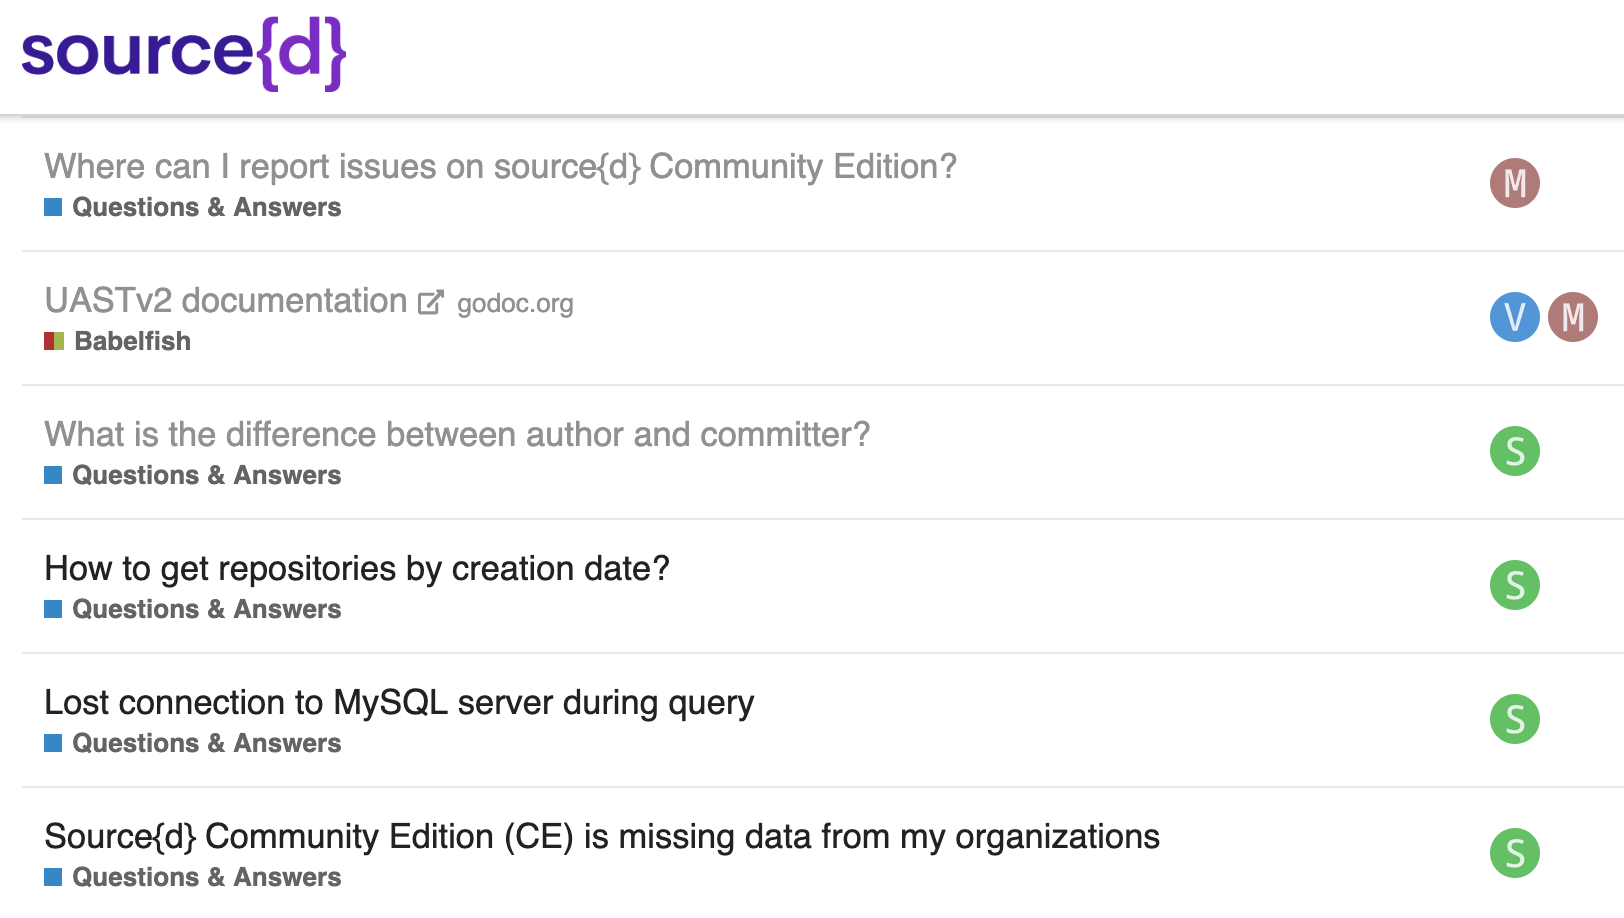 source{d}
Where can I report issues on source{d} Community Edition?
Questions & Answers
M
UASTv2 documentation godoc.org
Babelfish
V M
What is the difference between author and committer?
Questions & Answers
S
How to get repositories by creation date?
Questions & Answers
S
Lost connection to MySQL server during query
Questions & Answers
S
Source{d} Community Edition (CE) is missing data from my organizations
Questions & Answers
S